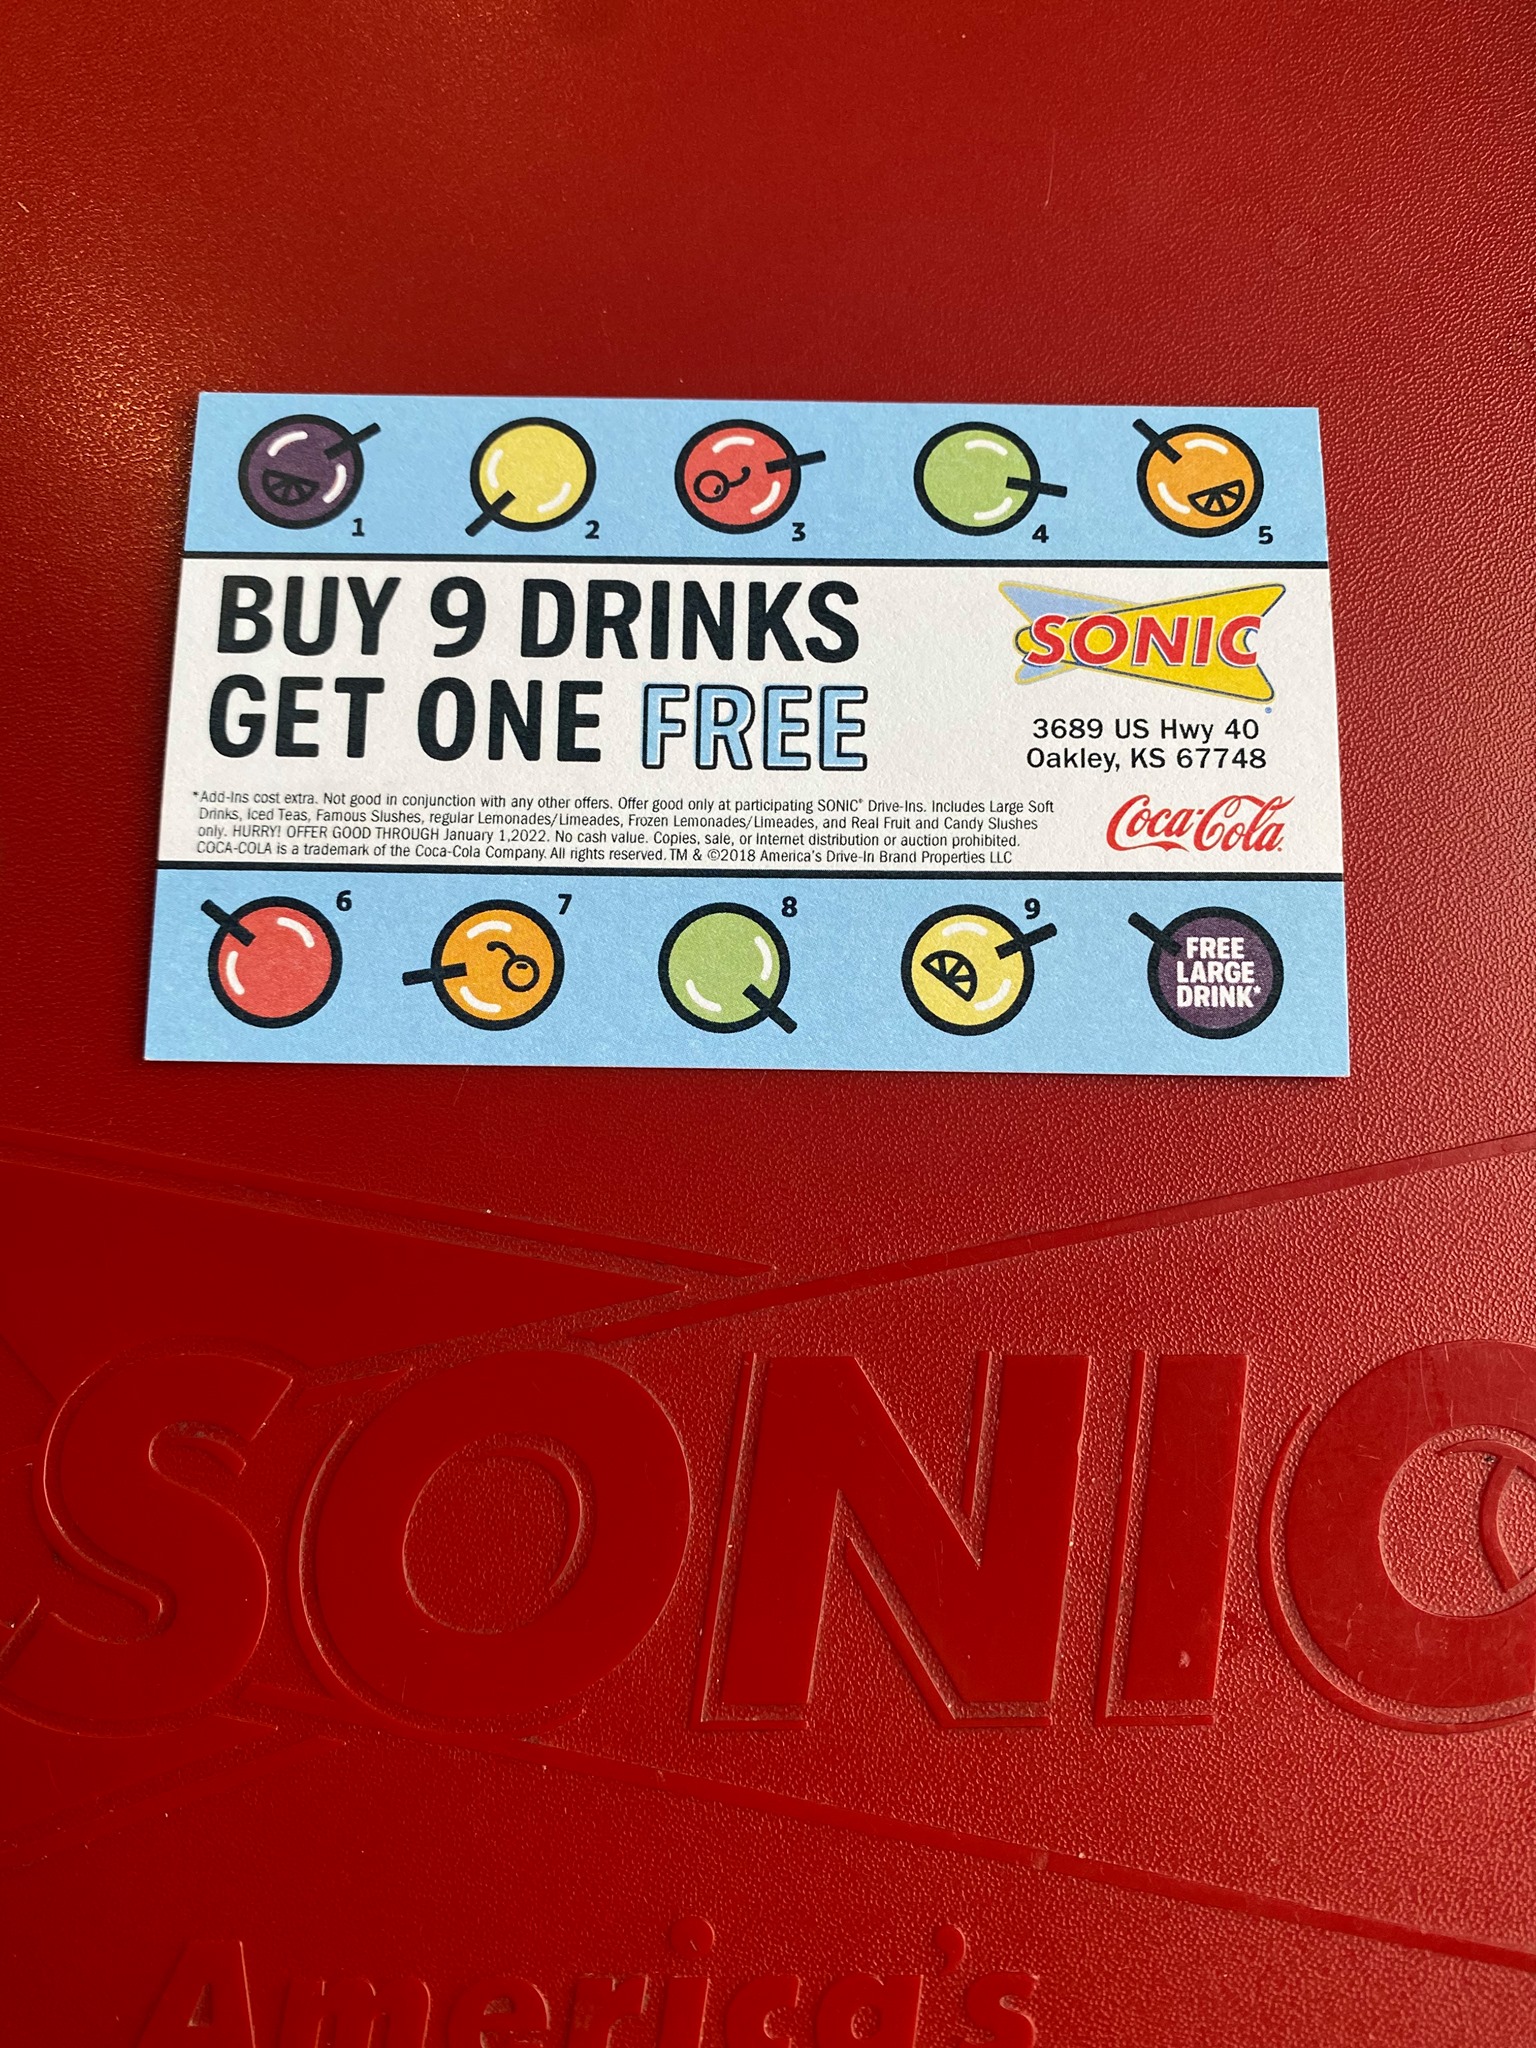 1
2
3
4
5
BUY 9 DRINKS
GET ONE FREE
SONIC
3689 US Hwy 40
Oakley, KS 67748
*Add-Ins cost extra. Not good in conjunction with any other offers. Offer good only at participating SONIC® Drive-Ins. Includes Large Soft
Drinks, Iced Teas, Famous Slushes, regular Lemonades/Limeades, Frozen Lemonades/Limeades, and Real Fruit and Candy Slushes
only. HURRY! OFFER GOOD THROUGH January 1,2022. No cash value. Copies, sale, or Internet distribution or auction prohibited.
COCA-COLA is a trademark of the Coca-Cola Company. All rights reserved. TM & ©2018 America's Drive-In Brand Properties LLC
Coca-Cola
6
7
8
9
FREE
LARGE
DRINK*
SONIC
America's